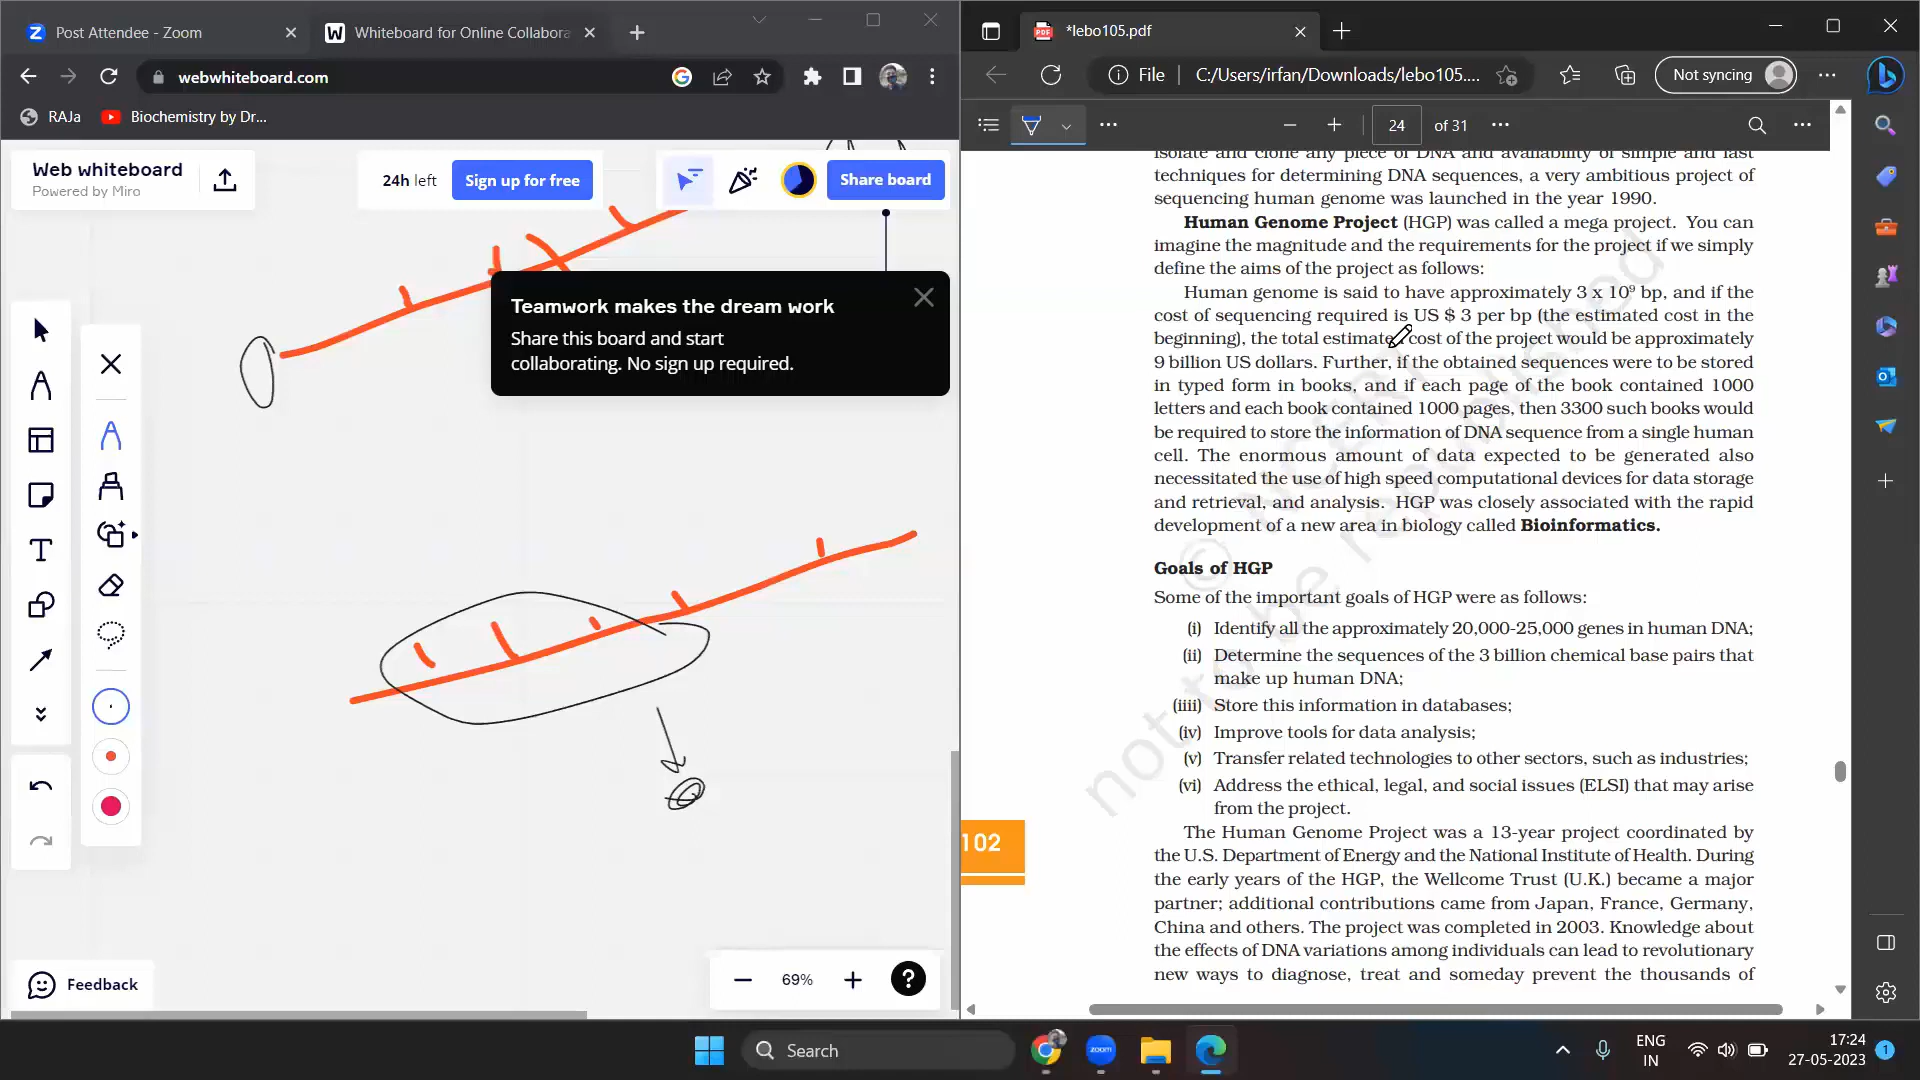 Post Attendee - Zoom
Whiteboard for Online Collabora
webwhiteboard.com
RAJa
Biochemistry by Dr...
Web whiteboard
Powered by Miro
24h left
Sign up for free
Share board
Teamwork makes the dream work
Share this board and start
collaborating. No sign up required.
Feedback
69%
?
*lebo105.pdf
File
C:/Users/irfan/Downloads/lebo105....
Not syncing
24
of 31
isolate and clone any piece of DNA and availability of simple and fast
techniques for determining DNA sequences, a very ambitious project of
sequencing human genome was launched in the year 1990.
Human Genome Project (HGP) was called a mega project. You can
imagine the magnitude and the requirements for the project if we simply
define the aims of the project as follows:
Human genome is said to have approximately 3 x 10⁹ bp, and if the
cost of sequencing required is US $ 3 per bp (the estimated cost in the
beginning), the total estimated cost of the project would be approximately
9 billion US dollars. Further, if the obtained sequences were to be stored
in typed form in books, and if each page of the book contained 1000
letters and each book contained 1000 pages, then 3300 such books would
be required to store the information of DNA sequence from a single human
cell. The enormous amount of data expected to be generated also
necessitated the use of high speed computational devices for data storage
and retrieval, and analysis. HGP was closely associated with the rapid
development of a new area in biology called Bioinformatics.
Goals of HGP
Some of the important goals of HGP were as follows:
(i) Identify all the approximately 20,000-25,000 genes in human DNA;
(ii) Determine the sequences of the 3 billion chemical base pairs that
make up human DNA;
(iiii) Store this information in databases;
(iv) Improve tools for data analysis;
(v) Transfer related technologies to other sectors, such as industries;
(vi) Address the ethical, legal, and social issues (ELSI) that may arise
from the project.
The Human Genome Project was a 13-year project coordinated by
the U.S. Department of Energy and the National Institute of Health. During
the early years of the HGP, the Wellcome Trust (U.K.) became a major
partner; additional contributions came from Japan, France, Germany,
China and others. The project was completed in 2003. Knowledge about
the effects of DNA variations among individuals can lead to revolutionary
new ways to diagnose, treat and someday prevent the thousands of
102
© NCERT
not to be republished
Search
zoom
ENG
IN
17:24
27-05-2023
1